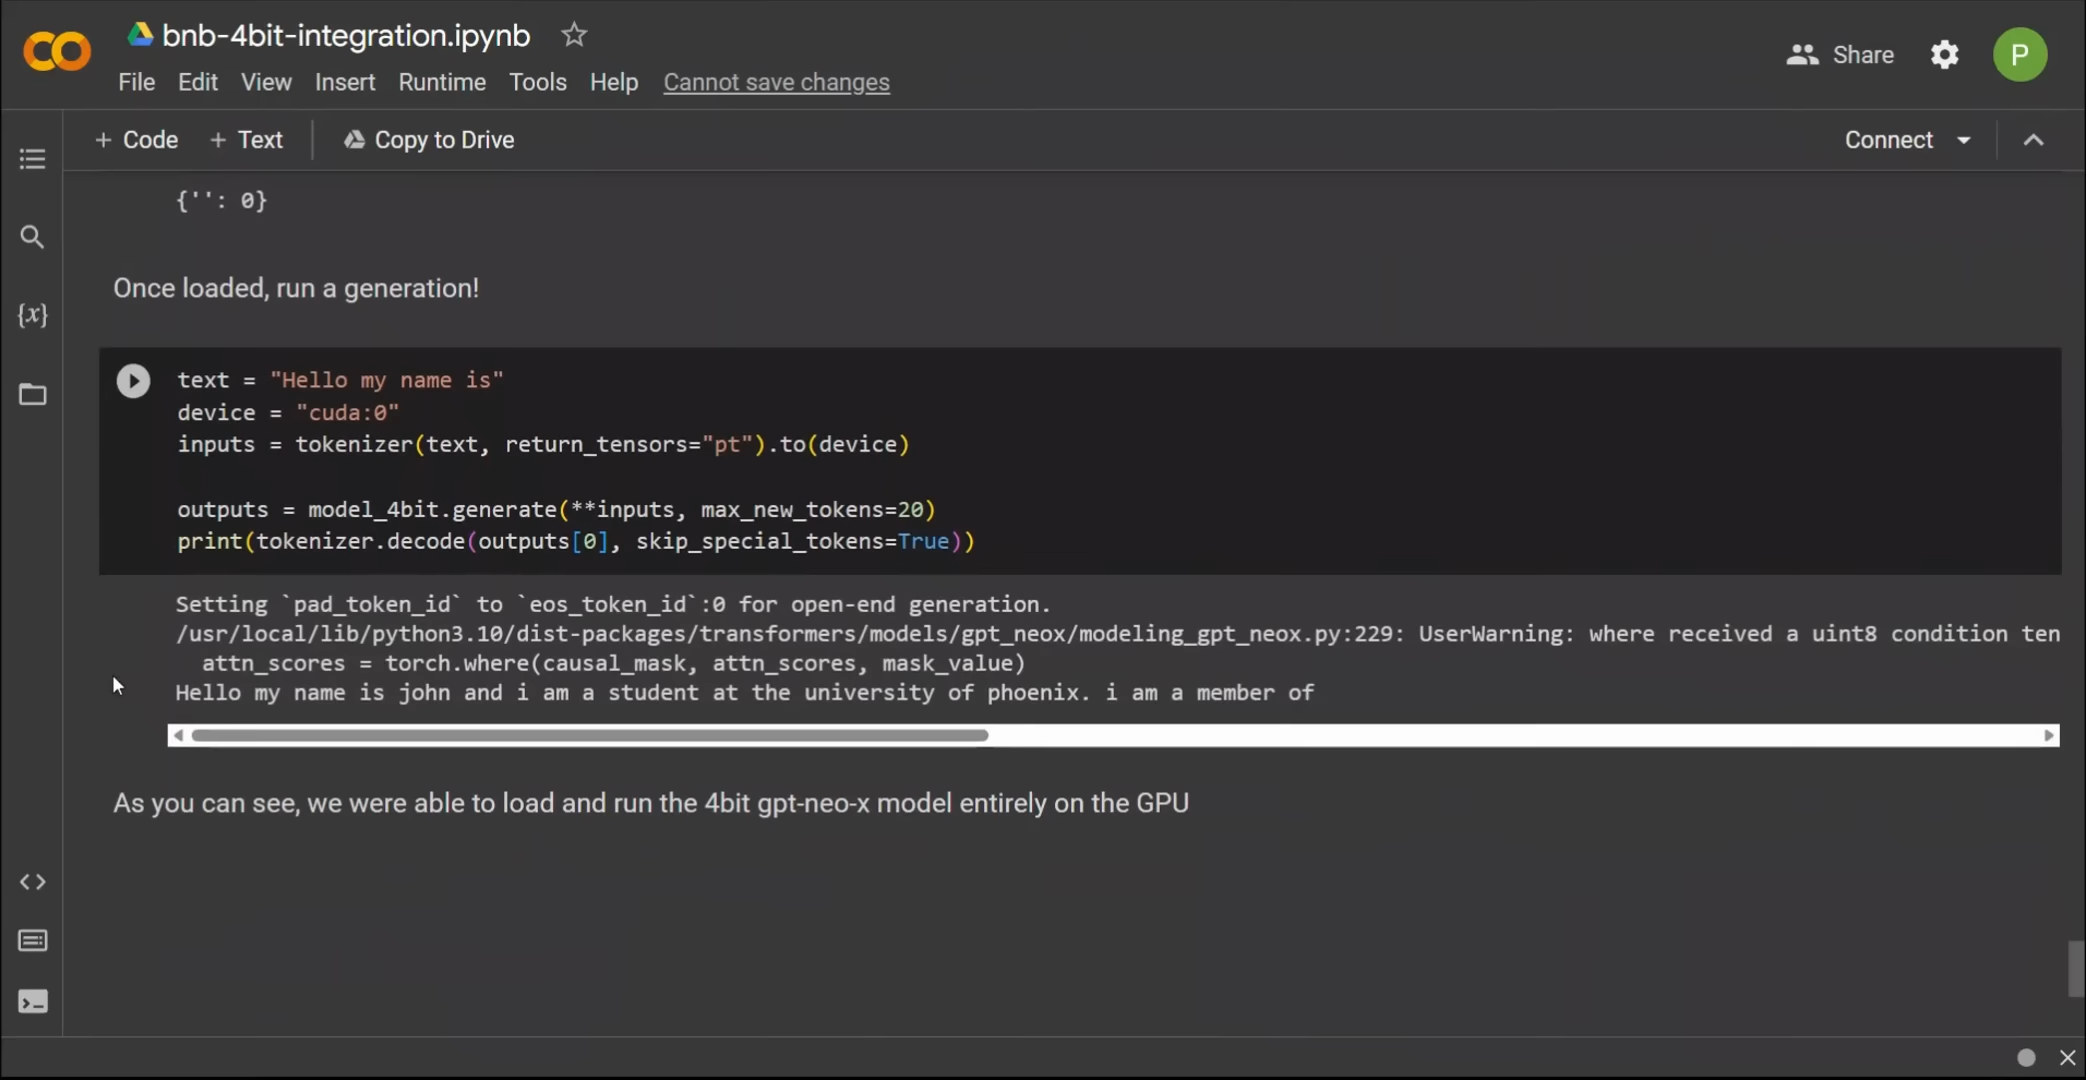 bnb-4bit-integration.ipynb
Share
P
File Edit View Insert Runtime Tools Help Cannot save changes
+ Code + Text Copy to Drive
Connect
{'': 0}
Once loaded, run a generation!
{x}
text = "Hello my name is"
device = "cuda:0"
inputs = tokenizer(text, return_tensors="pt").to(device)
outputs = model_4bit.generate(**inputs, max_new_tokens=20)
print(tokenizer.decode(outputs[0], skip_special_tokens=True))
Setting `pad_token_id` to `eos_token_id`:0 for open-end generation.
/usr/local/lib/python3.10/dist-packages/transformers/models/gpt_neox/modeling_gpt_neox.py:229: UserWarning: where received a uint8 condition ten
attn_scores = torch.where(causal_mask, attn_scores, mask_value)
Hello my name is john and i am a student at the university of phoenix. i am a member of
As you can see, we were able to load and run the 4bit gpt-neo-x model entirely on the GPU